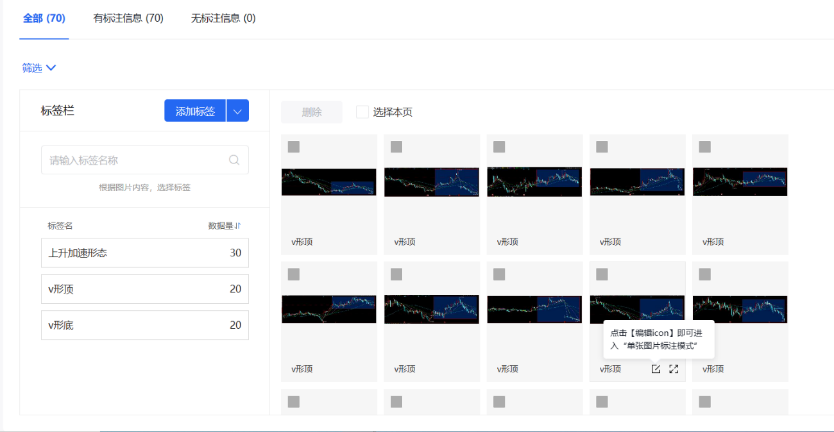 全部 (70) 有标注信息 (70) 无标注信息 (0)
筛选
标签栏 添加标签
删除 选择本页
请输入标签名称
根据图片内容，选择标签
标签名 数据量
上升加速形态 30
v形顶 20
v形底 20
v形顶 v形顶 v形顶 v形顶 v形顶
点击【编辑icon】即可进
入“单张图片标注模式”
v形顶 v形顶 v形顶 v形顶 v形顶